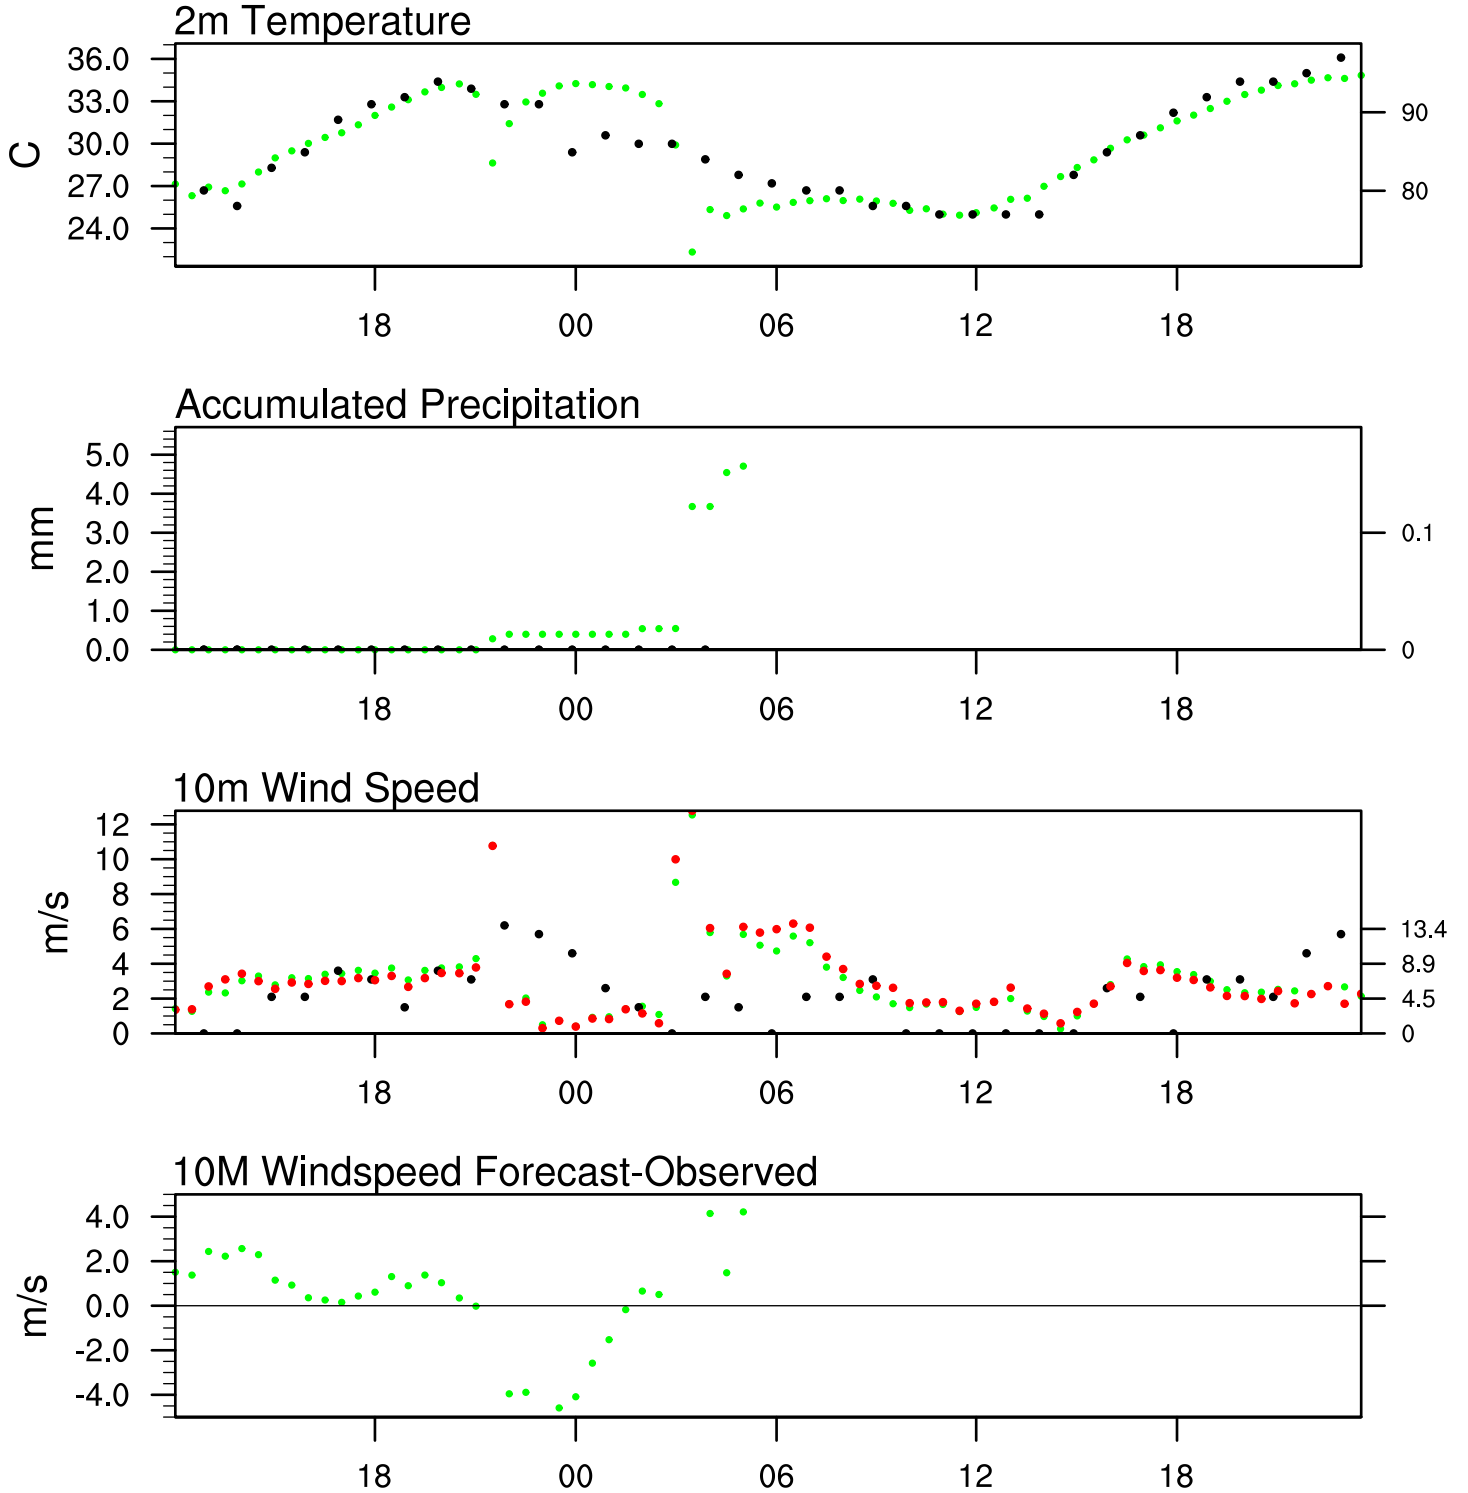 2m Temperature
36.0
33.0
30.0
27.0
24.0
C
90
80
18 00 06 12 18
Accumulated Precipitation
5.0
4.0
3.0
2.0
1.0
0.0
mm
0.1
0
18 00 06 12 18
10m Wind Speed
12
10
8
6
4
2
0
m/s
13.4
8.9
4.5
0
18 00 06 12 18
10M Windspeed Forecast-Observed
4.0
2.0
0.0
-2.0
-4.0
m/s
18 00 06 12 18